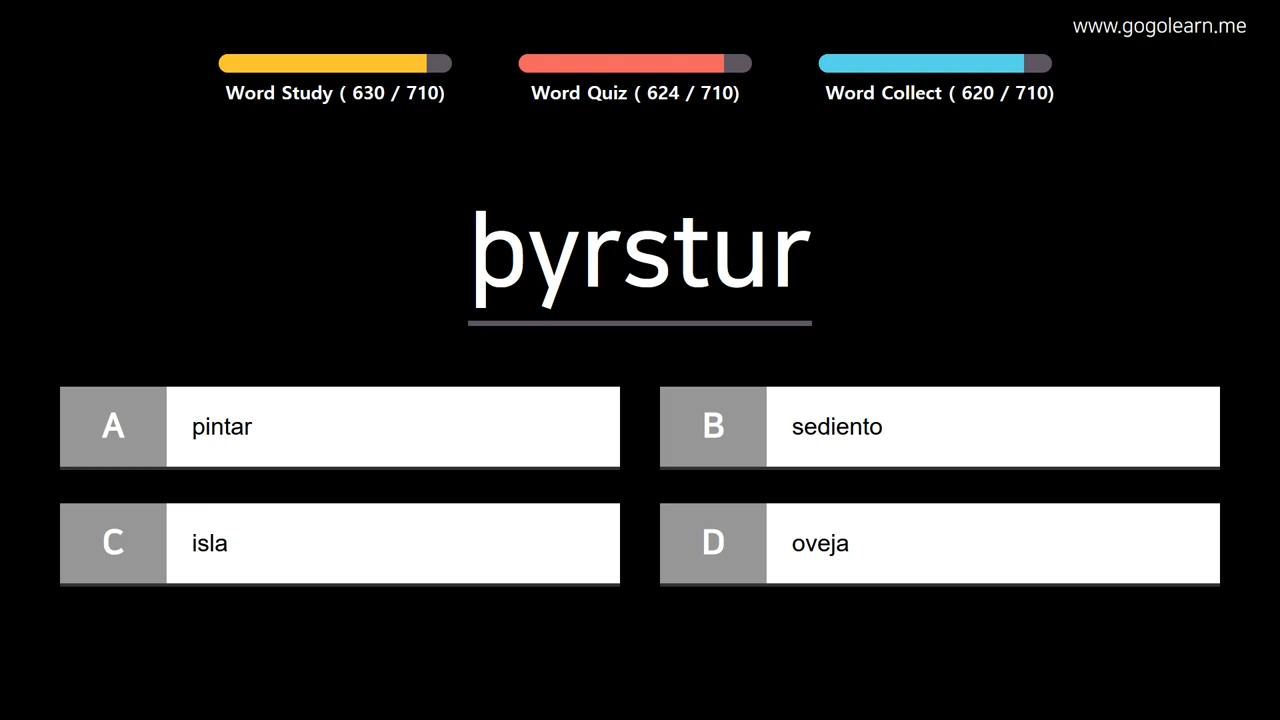 www.gogolearn.me
Word Study ( 630 / 710)
Word Quiz ( 624 / 710)
Word Collect ( 620 / 710)
þyrstur
A pintar
B sediento
C isla
D oveja